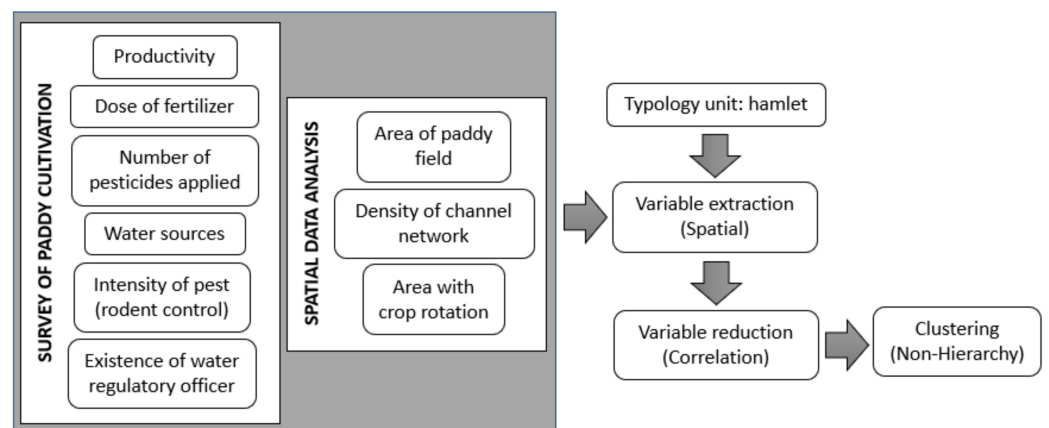 SURVEY OF PADDY CULTIVATION
Productivity
Dose of fertilizer
Number of
pesticides applied
Water sources
Intensity of pest
(rodent control)
Existence of water
regulatory officer
SPATIAL DATA ANALYSIS
Area of paddy
field
Density of channel
network
Area with
crop rotation
Typology unit: hamlet
Variable extraction
(Spatial)
Variable reduction
(Correlation)
Clustering
(Non-Hierarchy)